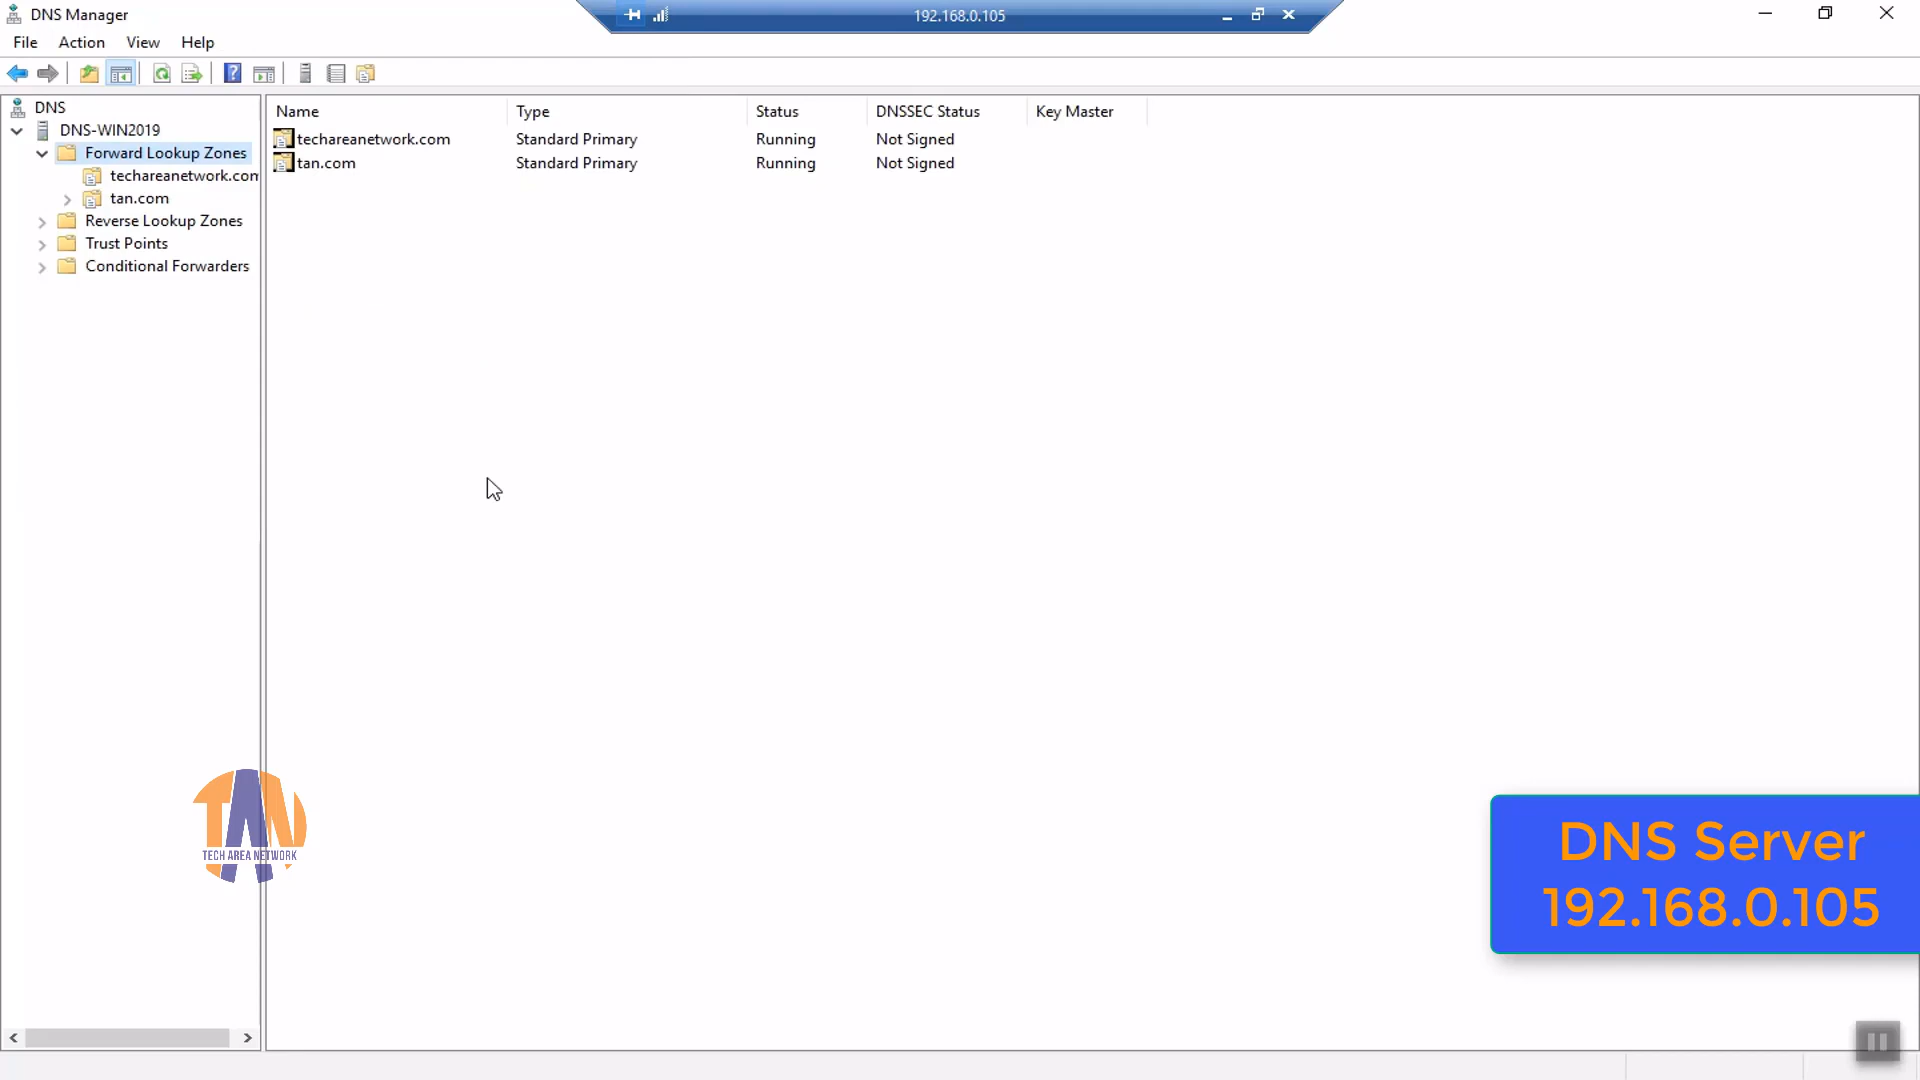 DNS Manager
192.168.0.105
File Action View Help
DNS
DNS-WIN2019
Forward Lookup Zones
techareanetwork.com
tan.com
Reverse Lookup Zones
Trust Points
Conditional Forwarders
Name Type Status DNSSEC Status Key Master
techareanetwork.com Standard Primary Running Not Signed
tan.com Standard Primary Running Not Signed
TAN
TECH AREA NETWORK
DNS Server
192.168.0.105